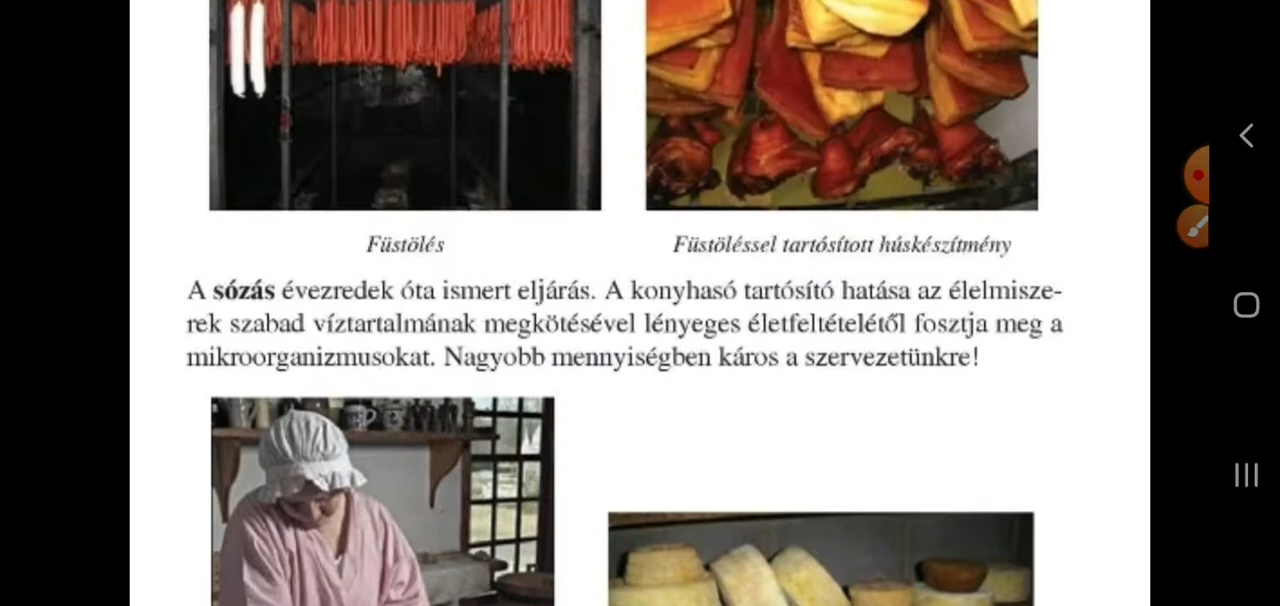 Füstölés
Füstöléssel tartósított húskészítmény
A sózás évezredek óta ismert eljárás. A konyhasó tartósító hatása az élelmisze-
rek szabad víztartalmának megkötésével lényeges életfeltételétől fosztja meg a
mikroorganizmusokat. Nagyobb mennyiségben káros a szervezetünkre!